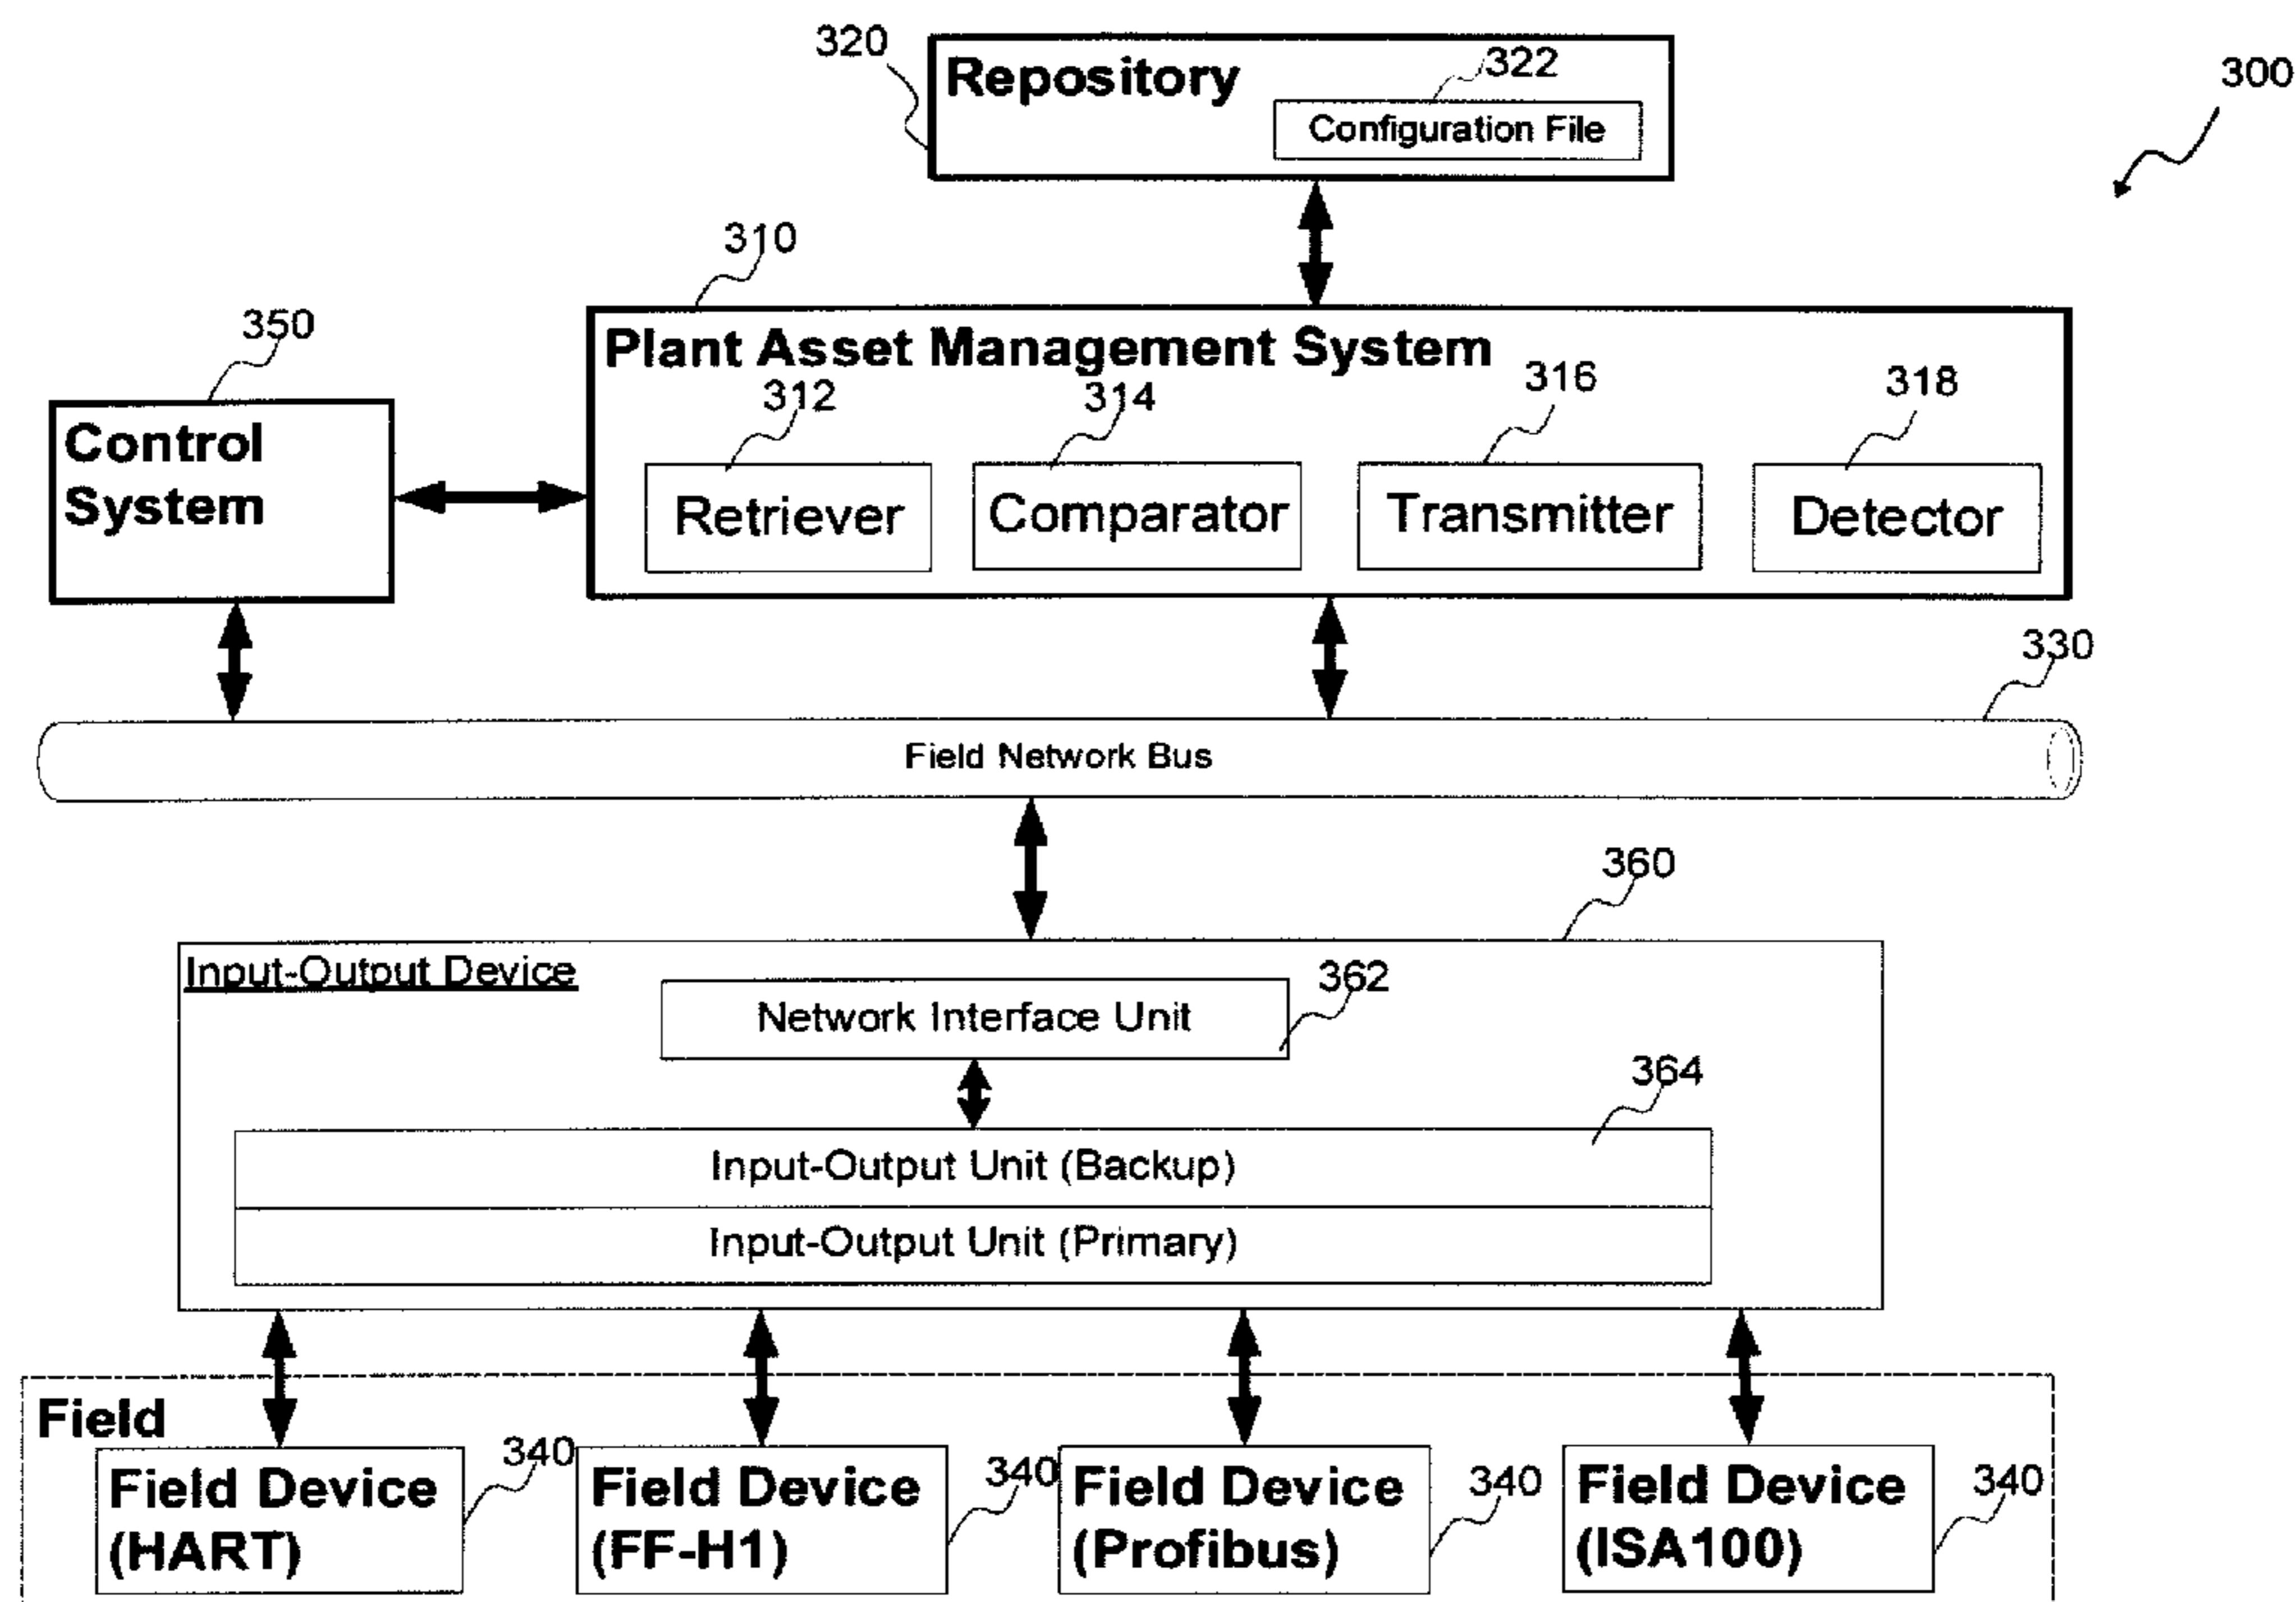 320
Repository
322
Configuration File
300
310
350
Plant Asset Management System
312
314
316
318
Control
System
Retriever
Comparator
Transmitter
Detector
330
Field Network Bus
360
Input-Output Device
362
Network Interface Unit
364
Input-Output Unit (Backup)
Input-Output Unit (Primary)
Field
Field Device
(HART)
340
Field Device
(FF-H1)
340
Field Device
(Profibus)
340
Field Device
(ISA100)
340